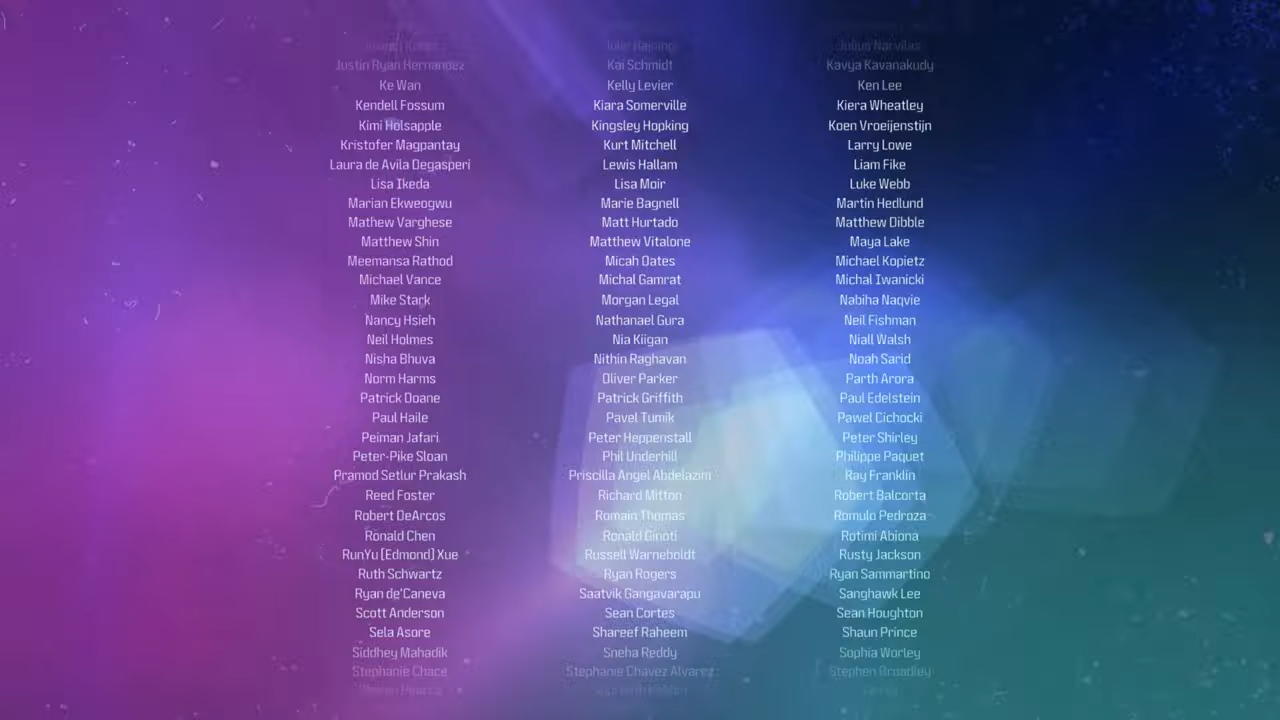 Julie Haining Julius Narvilas
Justin Ryan Hernandez Kai Schmidt Kavya Kavanakudy
Ke Wan Kelly Levier Ken Lee
Kendell Fossum Kiara Somerville Kiera Wheatley
Kimi Holsapple Kingsley Hopking Koen Vroeijenstijn
Kristofer Magpantay Kurt Mitchell Larry Lowe
Laura de Avila Degasperi Lewis Hallam Liam Fike
Lisa Ikeda Lisa Moir Luke Webb
Marian Ekweogwu Marie Bagnell Martin Hedlund
Mathew Varghese Matt Hurtado Matthew Dibble
Matthew Shin Matthew Vitalone Maya Lake
Meemansa Rathod Micah Oates Michael Kopietz
Michael Vance Michal Gamrat Michal Iwanicki
Mike Stark Morgan Legal Nabiha Naqvie
Nancy Hsieh Nathanael Gura Neil Fishman
Neil Holmes Nia Kiigan Niall Walsh
Nisha Bhuva Nithin Raghavan Noah Sarid
Norm Harms Oliver Parker Parth Arora
Patrick Doane Patrick Griffith Paul Edelstein
Paul Haile Pavel Tumik Pawel Cichocki
Peiman Jafari Peter Heppenstall Peter Shirley
Peter-Pike Sloan Phil Underhill Philippe Paquet
Pramod Setlur Prakash Priscilla Angel Abdelazim Ray Franklin
Reed Foster Richard Mitton Robert Balcorta
Robert DeArcos Romain Thomas Romulo Pedroza
Ronald Chen Ronald Ginoti Rotimi Abiona
RunYu (Edmond) Xue Russell Warneboldt Rusty Jackson
Ruth Schwartz Ryan Rogers Ryan Sammartino
Ryan de'Caneva Saatvik Gangavarapu Sanghawk Lee
Scott Anderson Sean Cortes Sean Houghton
Sela Asore Shareef Raheem Shaun Prince
Siddhey Mahadik Sneha Reddy Sophia Worley
Stephanie Chace Stephanie Chavez Alvarez Stephen Broadley